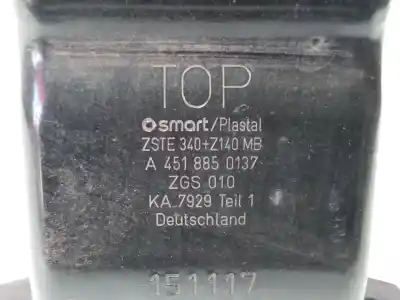 TOP
smart/Plastal
ZSTE 340+Z140 MB
A 451 885 0137
ZGS 010
KA 7929 Teil 1
Deutschland
151117